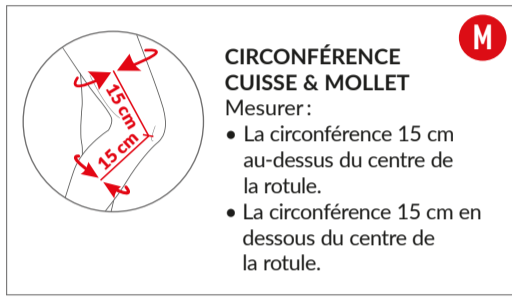 M
CIRCONFÉRENCE
CUISSE & MOLLET
Mesurer :
• La circonférence 15 cm
au-dessus du centre de
la rotule.
• La circonférence 15 cm en
dessous du centre de
la rotule.
15 cm
15 cm